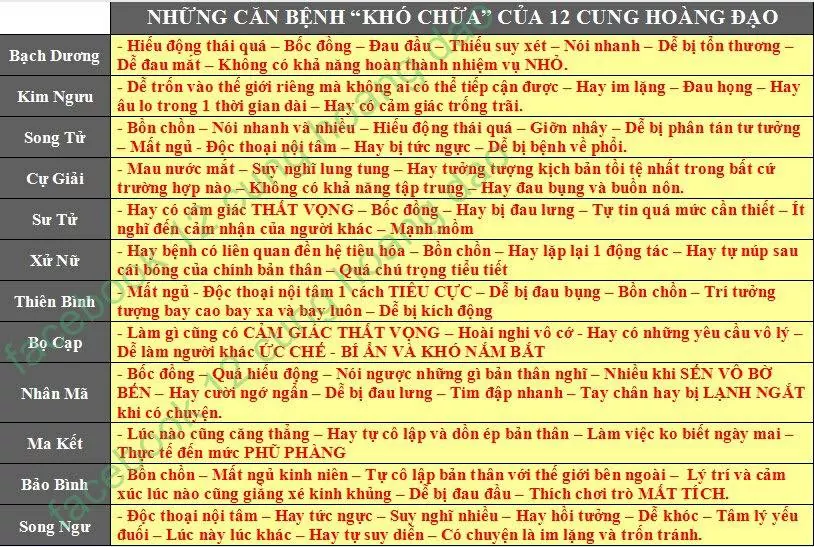 NHỮNG CĂN BỆNH “KHÓ CHỮA” CỦA 12 CUNG HOÀNG ĐẠO
Bạch Dương
- Hiếu động thái quá – Bốc đồng – Đau đầu – Thiếu suy xét – Nói nhanh – Dễ bị tổn thương –
Dễ đau mắt – Không có khả năng hoàn thành nhiệm vụ NHỎ.
Kim Ngưu
- Dễ trốn vào thế giới riêng mà không ai có thể tiếp cận được – Hay im lặng – Đau họng – Hay
âu lo trong 1 thời gian dài – Hay có cảm giác trống trãi.
Song Tử
- Bồn chồn – Nói nhanh và nhiều – Hiếu động thái quá – Giỡn nhây – Dễ bị phân tán tư tưởng
– Mất ngủ - Độc thoại nội tâm – Hay bị tức ngực – Dễ bị bệnh về phổi.
Cự Giải
- Mau nước mắt – Suy nghĩ lung tung – Hay tưởng tượng kịch bản tồi tệ nhất trong bất cứ
trường hợp nào – Không có khả năng tập trung – Hay đau bụng và buồn nôn.
Sư Tử
- Hay có cảm giác THẤT VỌNG – Bốc đồng – Hay bị đau lưng – Tự tin quá mức cần thiết – Ít
nghĩ đến cảm nhận của người khác – Mạnh mồm
Xử Nữ
- Hay bệnh có liên quan đến hệ tiêu hóa – Bồn chồn – Hay lặp lại 1 động tác – Hay tự núp sau
cái bóng của chính bản thân – Quá chú trọng tiểu tiết
Thiên Bình
- Mất ngủ - Độc thoại nội tâm 1 cách TIÊU CỰC – Dễ bị đau bụng – Bồn chồn – Trí tưởng
tượng bay cao bay xa và bay luôn – Dễ bị kích động
Bọ Cạp
- Làm gì cũng có CẢM GIÁC THẤT VỌNG – Hoài nghi vô cớ - Hay có những yêu cầu vô lý –
Dễ làm người khác ỨC CHẾ - BÍ ẨN VÀ KHÓ NẮM BẮT
Nhân Mã
- Bốc đồng – Quá hiếu động – Nói ngược những gì bản thân nghĩ – Nhiều khi SẾN VÔ BỜ
BẾN – Hay cười ngớ ngẩn – Dễ bị đau lưng – Tim đập nhanh – Tay chân hay bị LẠNH NGẮT
khi có chuyện.
Ma Kết
- Lúc nào cũng căng thẳng – Hay tự cô lập và dồn ép bản thân – Làm việc ko biết ngày mai –
Thực tế đến mức PHŨ PHÀNG
Bảo Bình
- Bồn chồn – Mất ngủ kinh niên – Tự cô lập bản thân với thế giới bên ngoài – Lý trí và cảm
xúc lúc nào cũng giằng xé kinh khủng – Dễ bị đau đầu – Thích chơi trò MẤT TÍCH.
Song Ngư
- Độc thoại nội tâm – Hay tức ngực – Suy nghĩ nhiều – Hay hồi tưởng – Dễ khóc – Tâm lý yếu
đuối – Lúc này lúc khác – Hay tự suy diễn – Có chuyện là im lặng và trốn tránh.
facebook 12 cung hoang dao
facebook 12 cung hoang dao